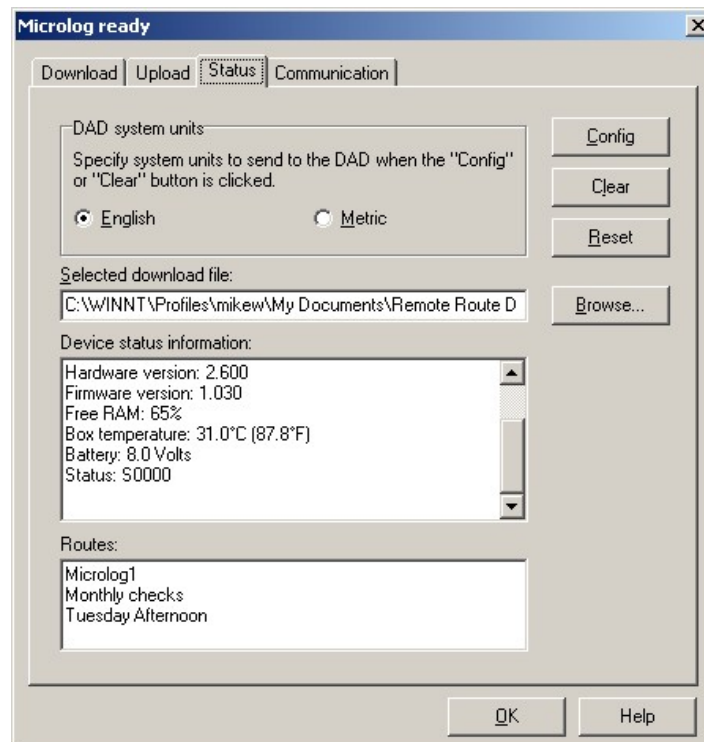 Microlog ready
Download Upload Status Communication
DAD system units
Specify system units to send to the DAD when the "Config"
or "Clear" button is clicked.
English Metric
Config
Clear
Reset
Selected download file:
C:\WINNT\Profiles\mikew\My Documents\Remote Route D
Browse...
Device status information:
Hardware version: 2.600
Firmware version: 1.030
Free RAM: 65%
Box temperature: 31.0°C (87.8°F)
Battery: 8.0 Volts
Status: S0000
Routes:
Microlog1
Monthly checks
Tuesday Afternoon
OK Help